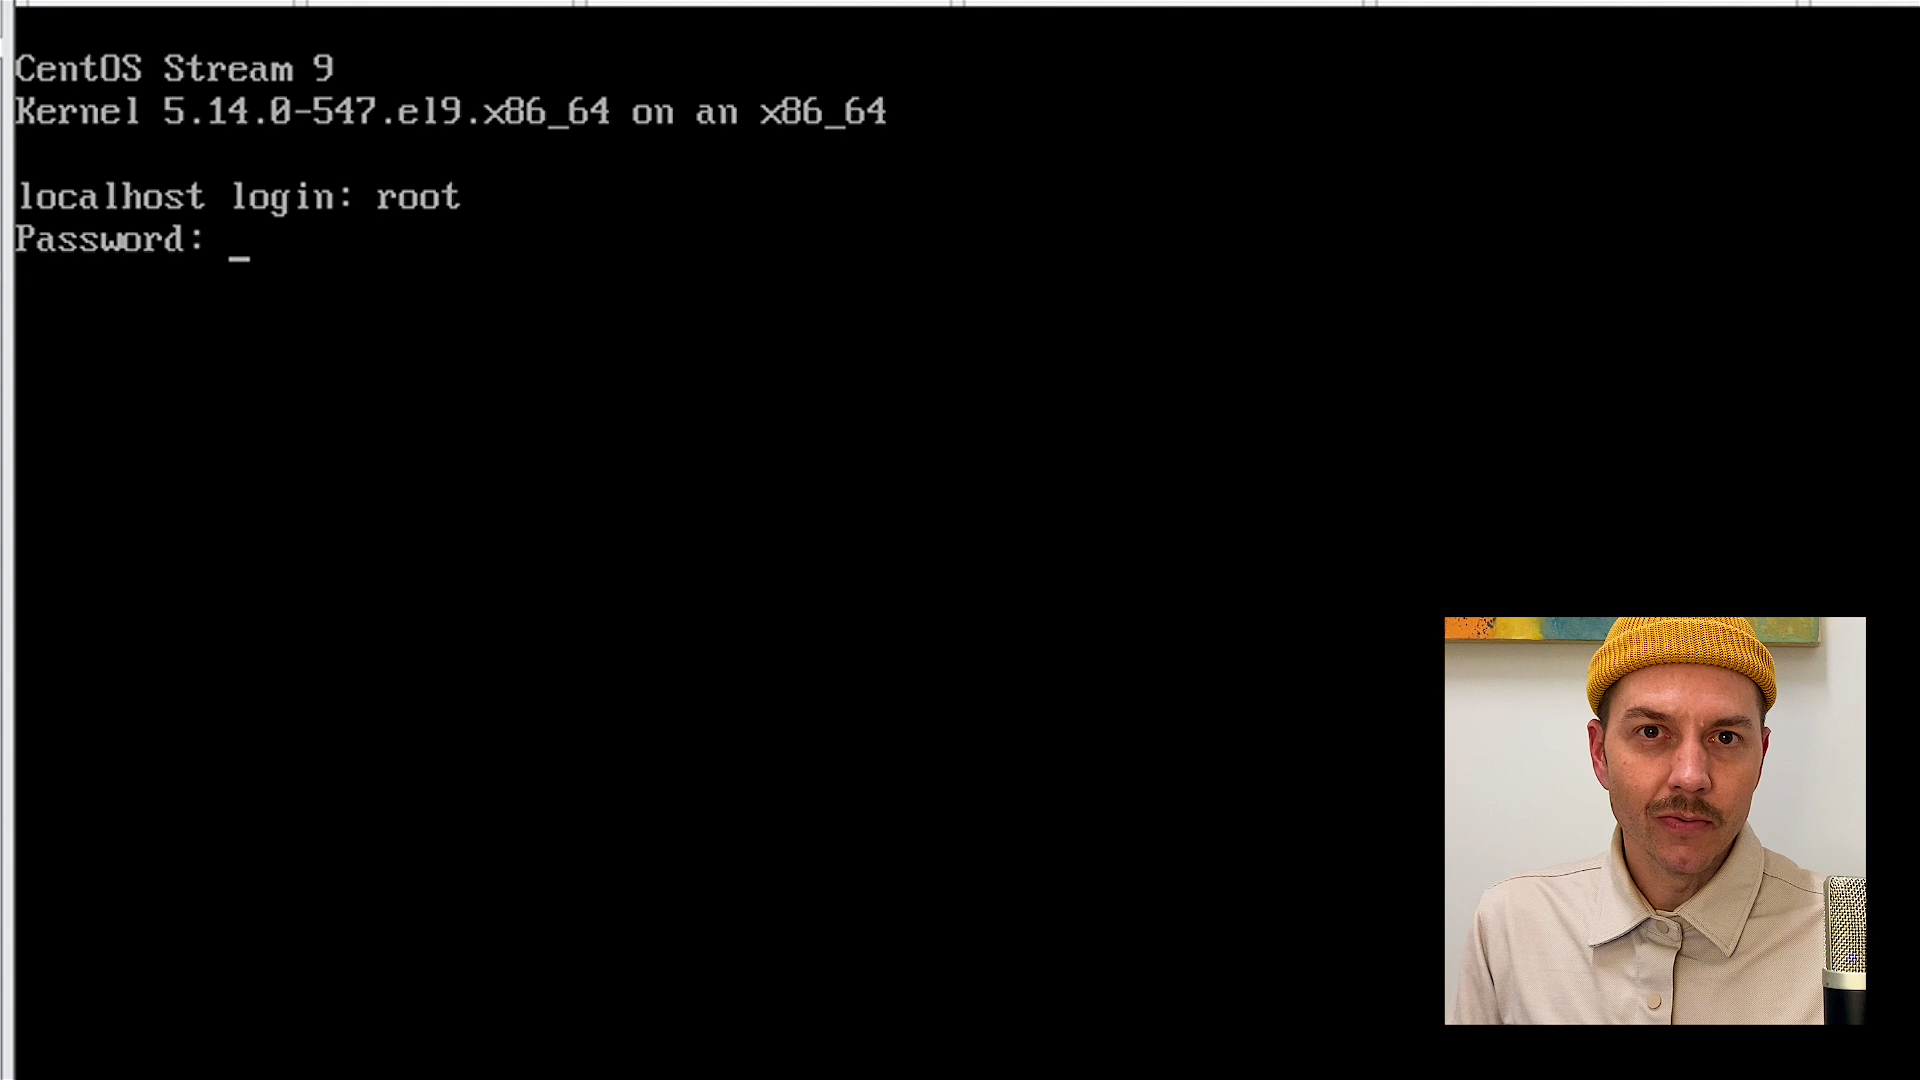 CentOS Stream 9
Kernel 5.14.0-547.el9.x86_64 on an x86_64
localhost login: root
Password: _